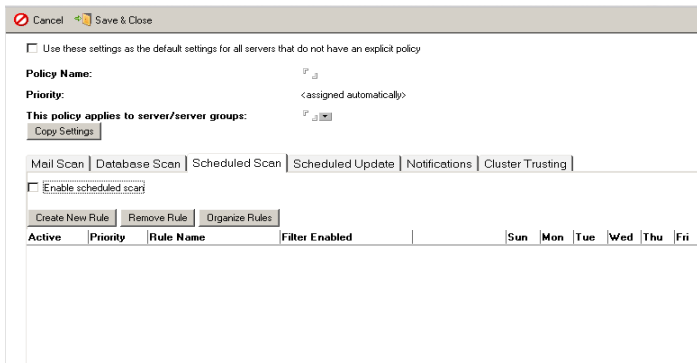 Cancel Save & Close
Use these settings as the default settings for all servers that do not have an explicit policy
Policy Name:
Priority: <assigned automatically>
This policy applies to server/server groups:
Copy Settings
Mail Scan Database Scan Scheduled Scan Scheduled Update Notifications Cluster Trusting
Enable scheduled scan
Create New Rule Remove Rule Organize Rules
Active Priority Rule Name Filter Enabled Sun Mon Tue Wed Thu Fri